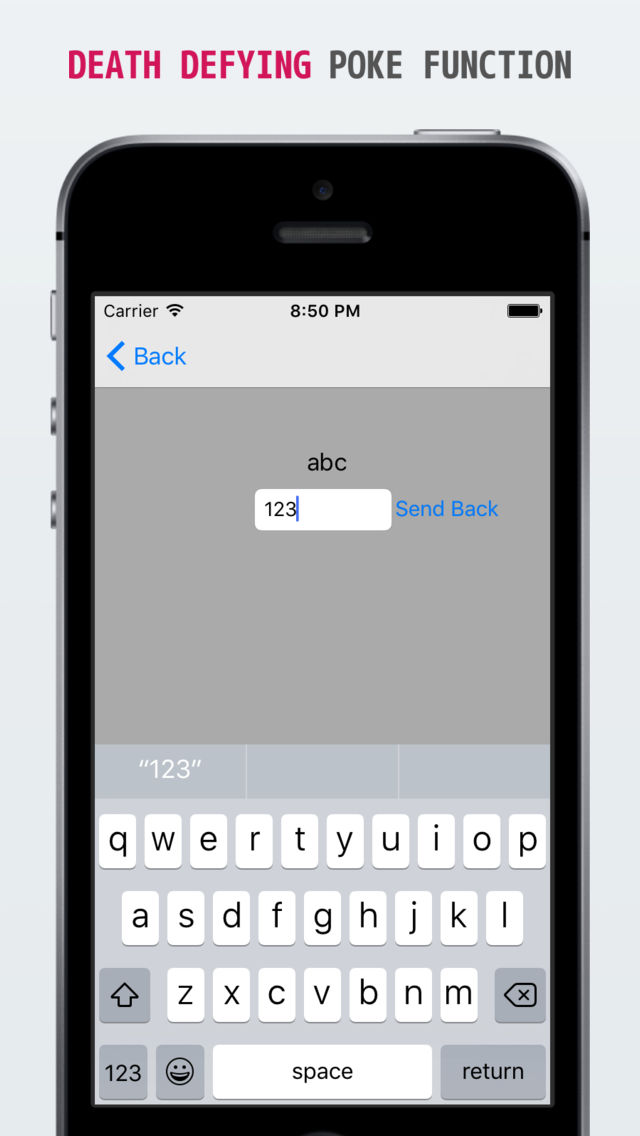 DEATH DEFYING POKE FUNCTION
Carrier 8:50 PM
Back
abc
123 Send Back
“123”
q w e r t y u i o p
a s d f g h j k l
z x c v b n m
123 space return